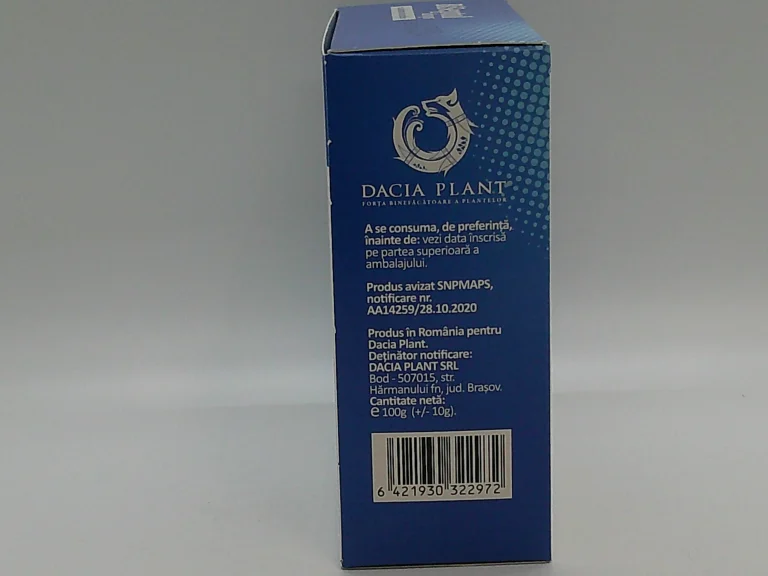 DACIA PLANT
FORȚA BINEFĂCĂTOARE A PLANTELOR
A se consuma, de preferință,
înainte de: vezi data înscrisă
pe partea superioară a
ambalajului.
Produs avizat SNPMAPS,
notificare nr.
AA14259/28.10.2020
Produs în România pentru
Dacia Plant.
Deținător notificare:
DACIA PLANT SRL
Bod - 507015, str.
Hărmanului fn, jud. Brașov.
Cantitate netă:
℮ 100g (+/- 10g).
6 421930 322972